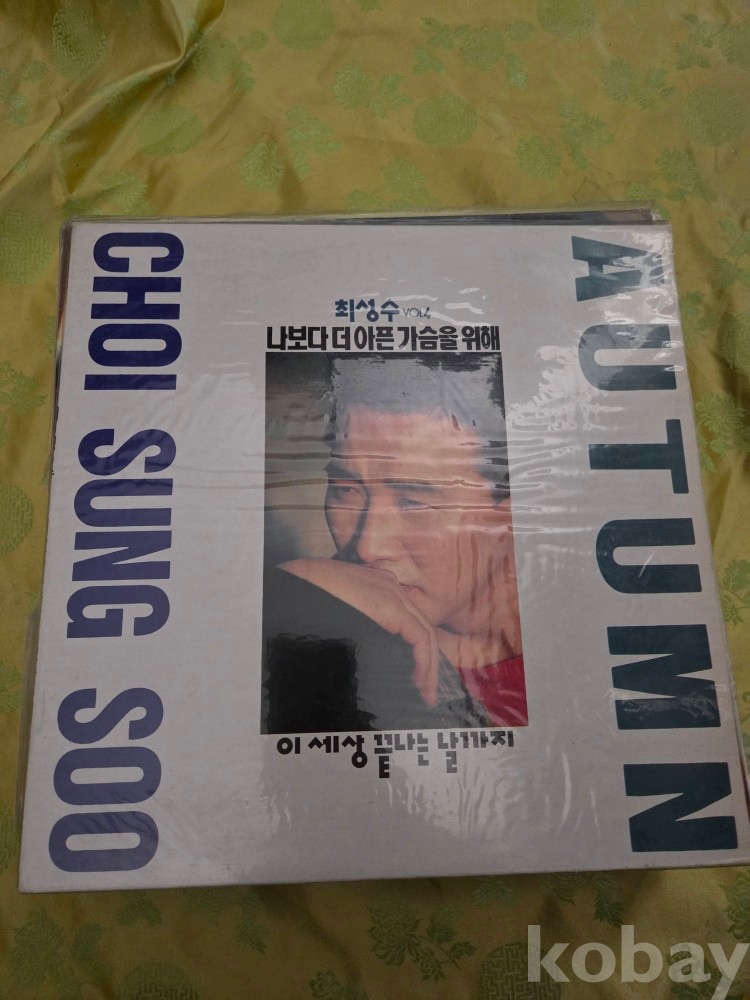 CHOI SUNG SOO
최성수 VOL.4
나보다 더 아픈 가슴을 위해
이 세상 끝나는 날까지
AUTUMN
kobay